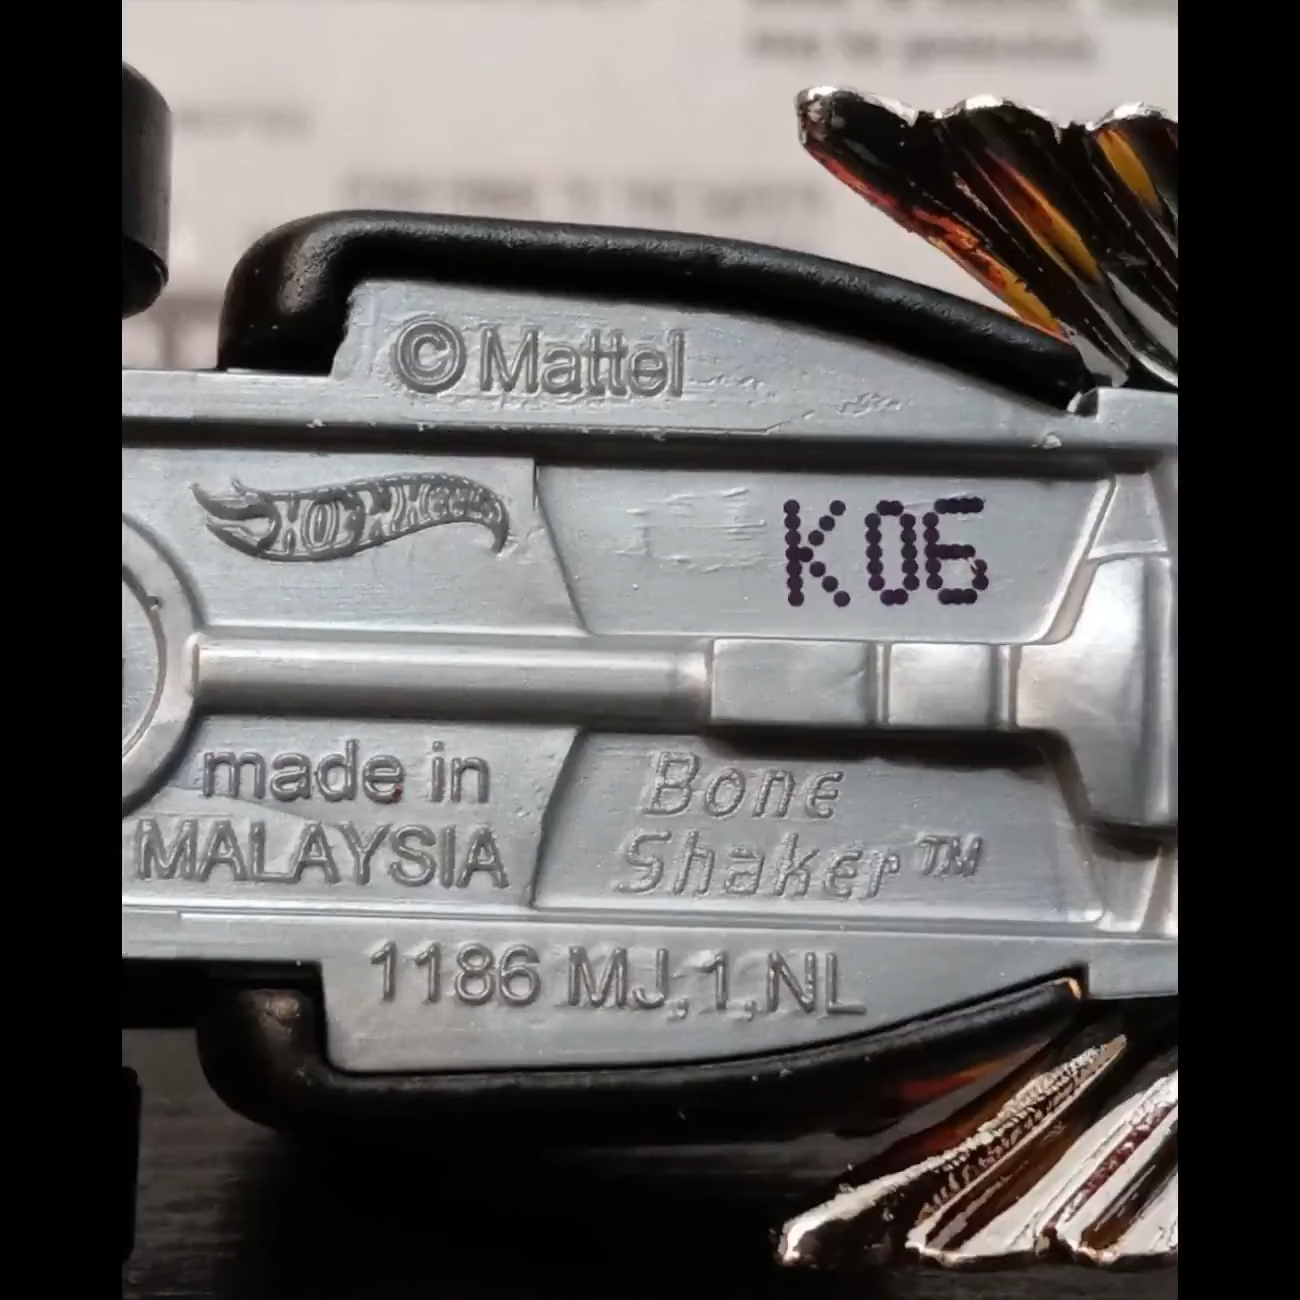 © Mattel
HOT WHEELS
K06
made in
MALAYSIA
Bone
Shaker™
1186 MJ,1,NL